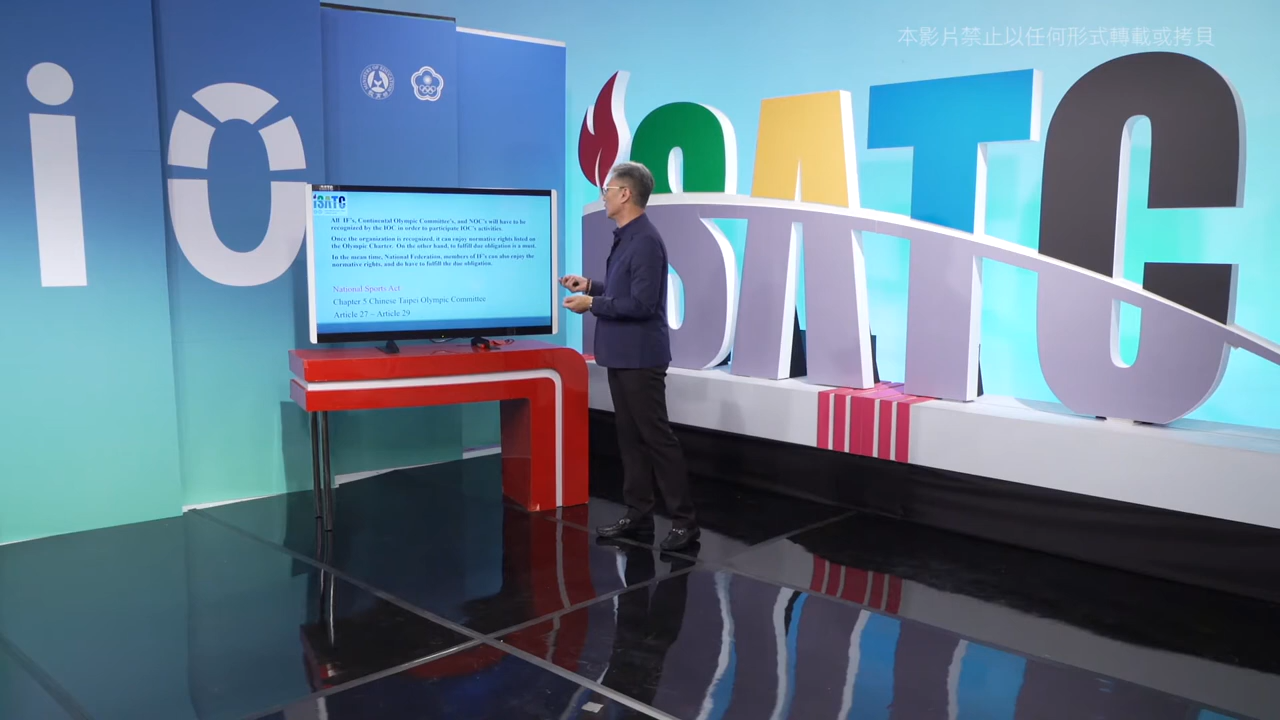 本影片禁止以任何形式轉載或拷貝
iSATC
iSATC
All IF's, Continental Olympic Committee's, and NOC's will have to be
recognized by the IOC in order to participate IOC's activities.
Once the organization is recognized, it can enjoy normative rights listed on
the Olympic Charter. On the other hand, to fulfill due obligation is a must.
In the mean time, National Federation, members of IF's can also enjoy the
normative rights, and do have to fulfill the due obligation.
National Sports Act
Chapter 5 Chinese Taipei Olympic Committee
Article 27 – Article 29